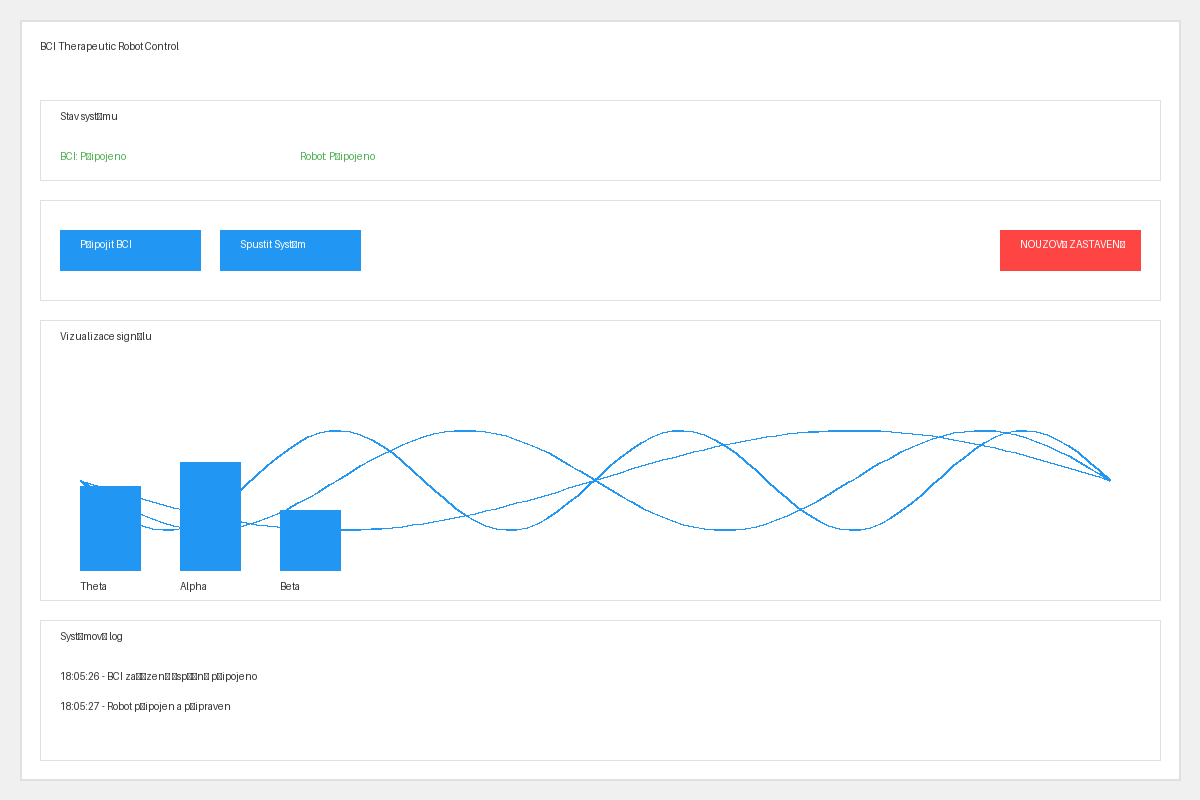 BCI Therapeutic Robot Control
Stav syst□mu
BCI: P□ipojeno
Robot: P□ipojeno
P□ipojit BCI
Spustit Syst□m
NOUZOV□ ZASTAVEN□
Vizualizace sign□lu
Theta
Alpha
Beta
Syst□mov□ log
18:05:26 - BCI za□□zen□ □sp□□n□ p□ipojeno
18:05:27 - Robot p□ipojen a p□ipraven